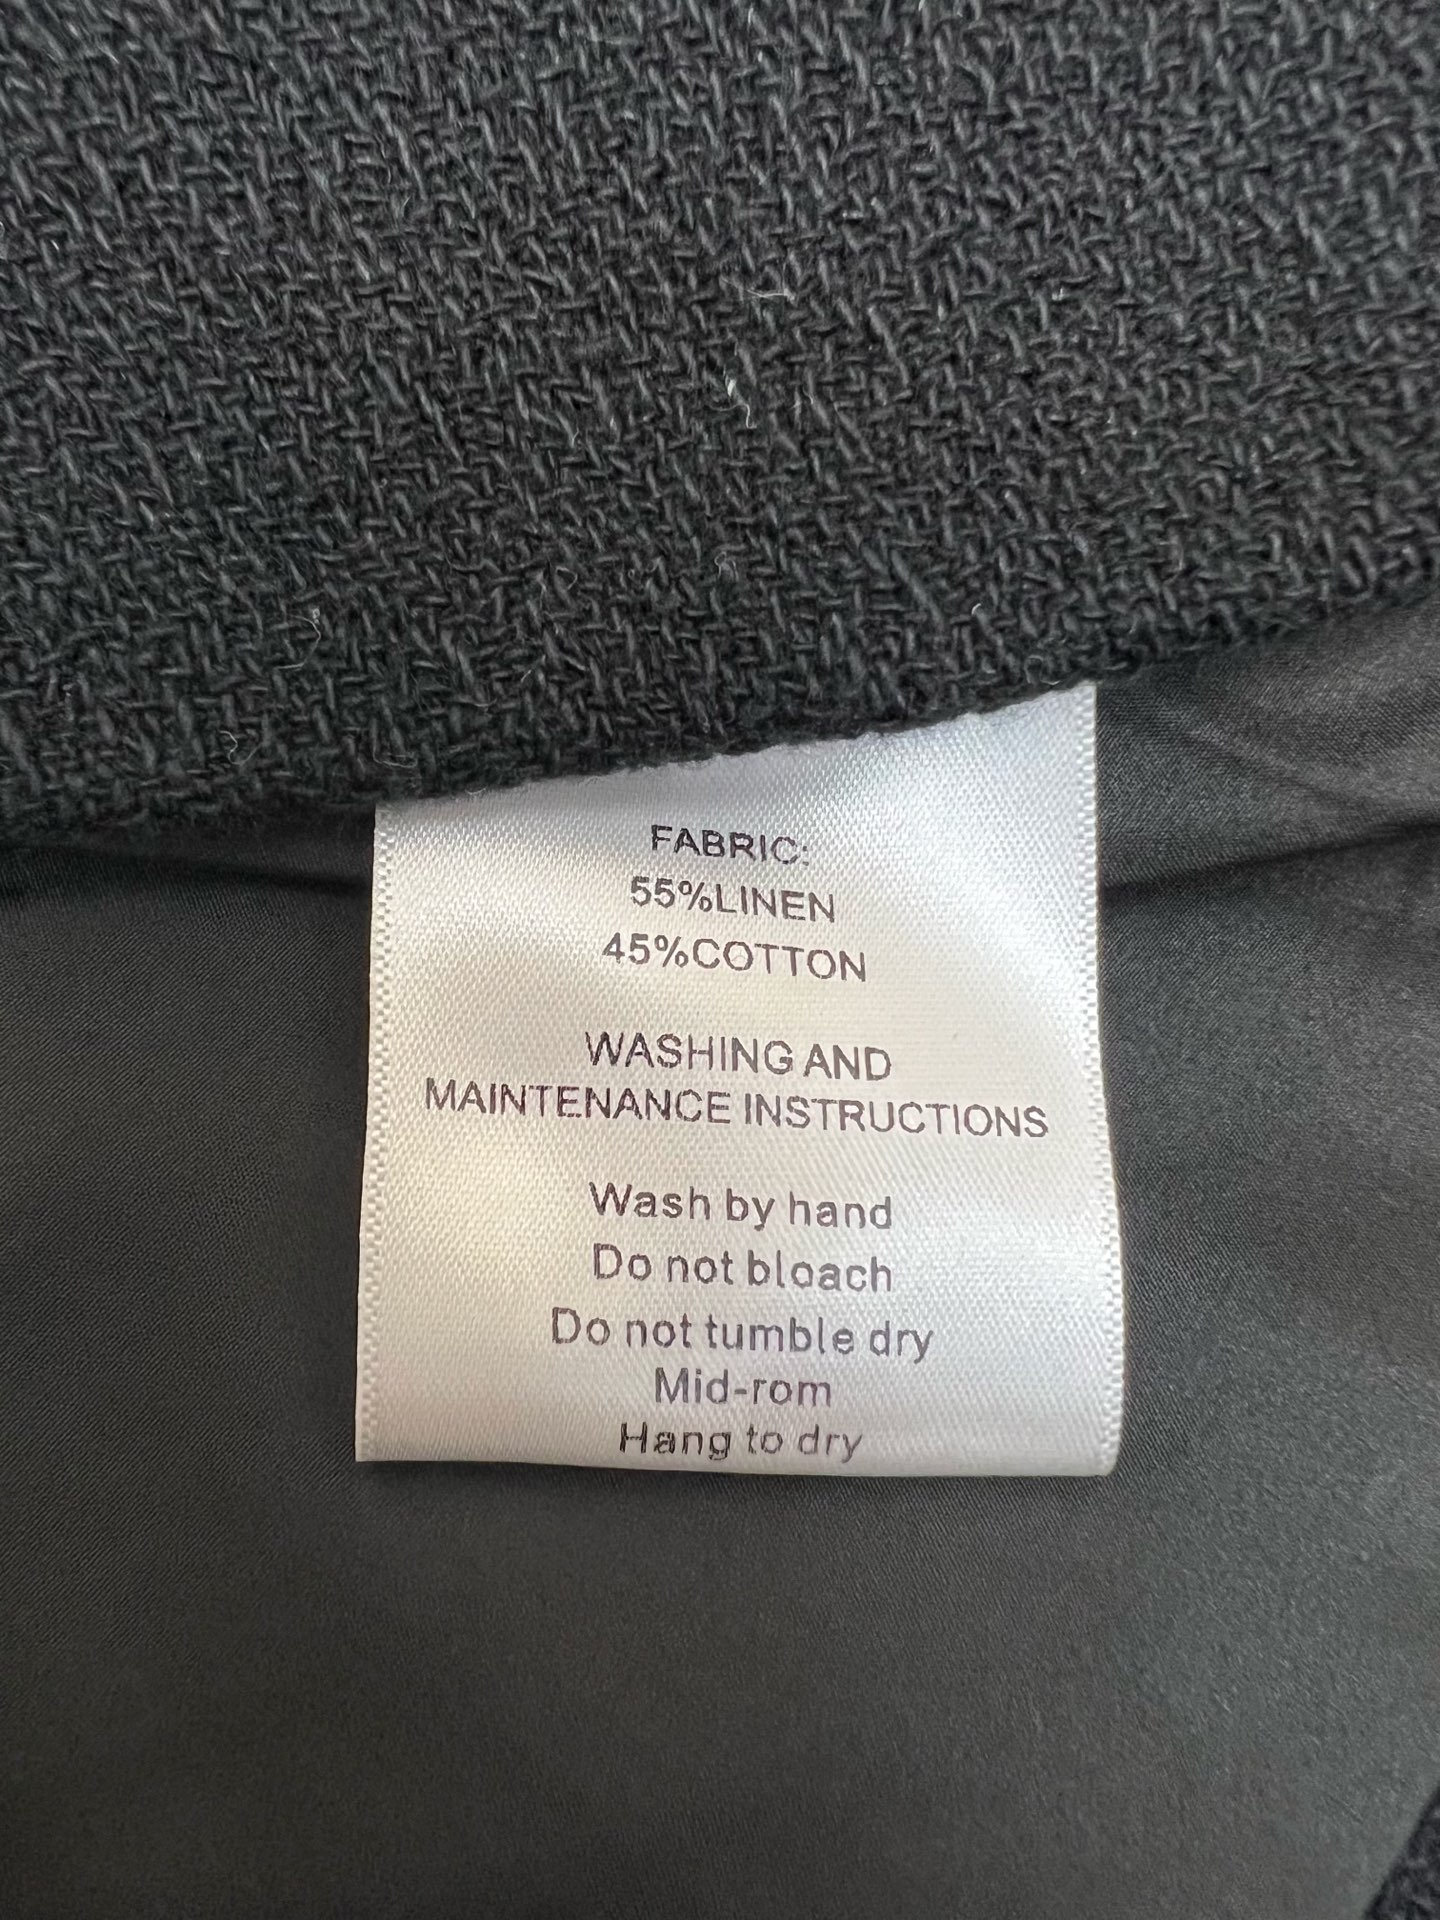 FABRIC:
55%LINEN
45%COTTON
WASHING AND
MAINTENANCE INSTRUCTIONS
Wash by hand
Do not bloach
Do not tumble dry
Mid-rom
Hang to dry